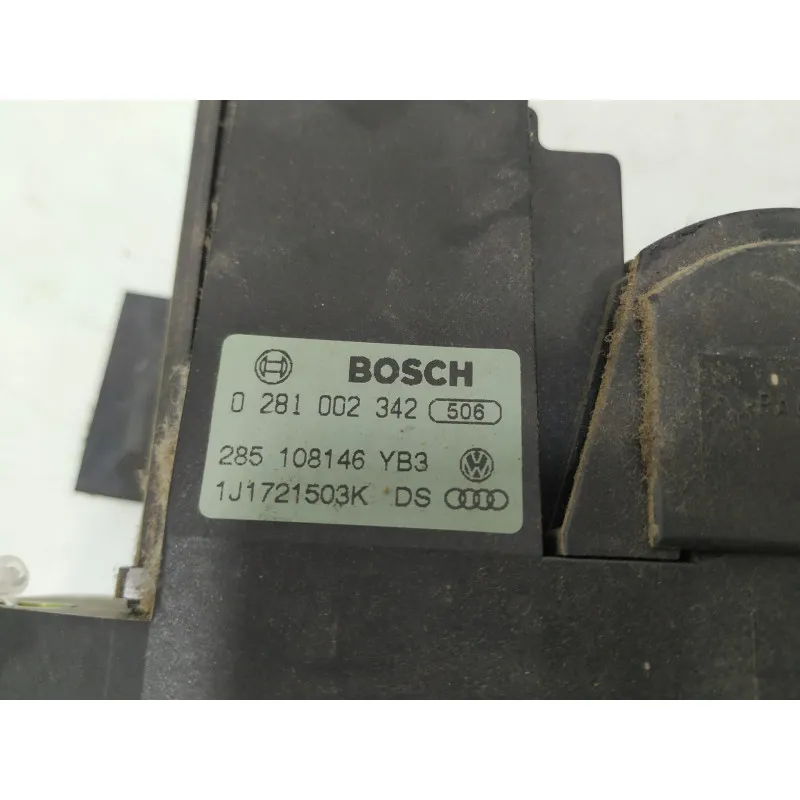 BOSCH
0 281 002 342 506
285 108146 YB3
1J1721503K DS